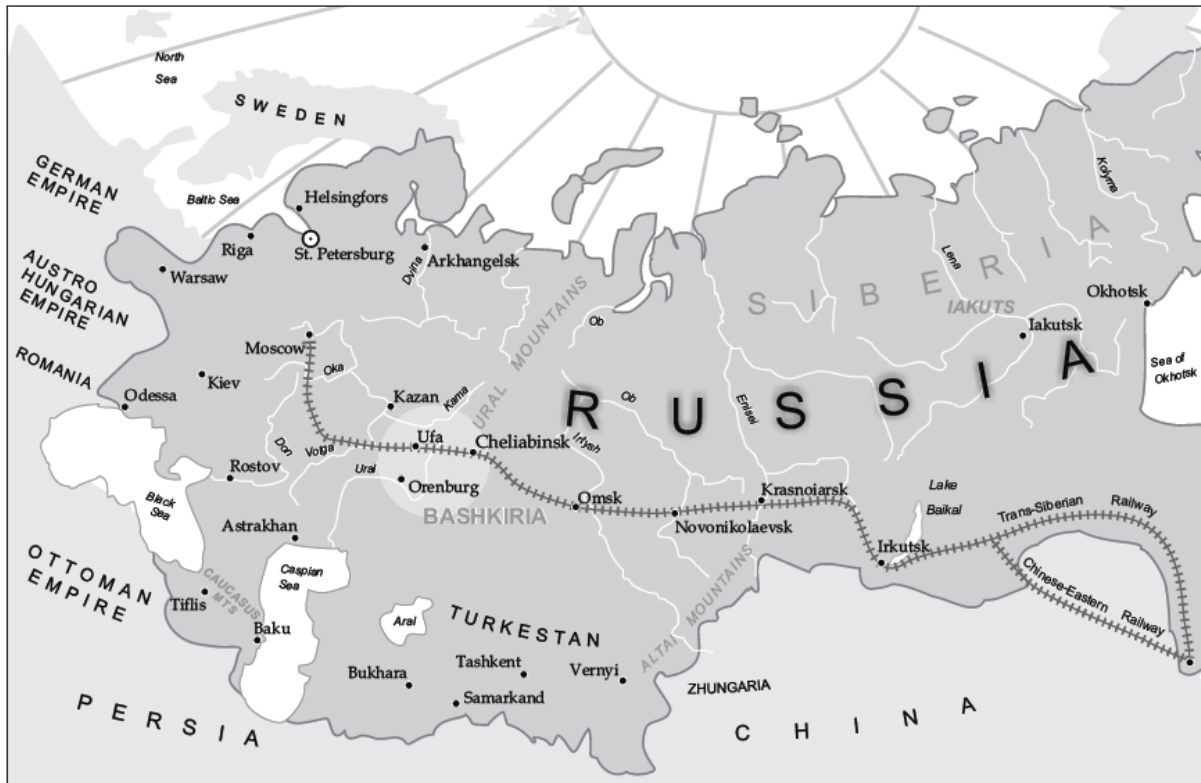 North
Sea
SWEDEN
GERMAN
EMPIRE
Baltic Sea
Helsingfors
Riga
St. Petersburg
Warsaw
Arkhangelsk
Dvina
AUSTRO
HUNGARIAN
EMPIRE
ROMANIA
Moscow
Oka
Kiev
Odessa
Kazan
Kama
URAL MOUNTAINS
Ob
Ob
Irtysh
Enisei
Lena
Kolyma
SIBERIA
IAKUTS
Iakutsk
Okhotsk
Sea of
Okhotsk
RUSSIA
Ufa
Cheliabinsk
Don
Volga
Ural
Rostov
Orenburg
BASHKIRIA
Omsk
Novonikolaevsk
Krasnoiarsk
Lake
Baikal
Irkutsk
Trans-Siberian Railway
Chinese-Eastern Railway
Black
Sea
Astrakhan
OTTOMAN
EMPIRE
CAUCASUS
MTS
Caspian
Sea
Tiflis
Baku
Aral
TURKESTAN
Bukhara
Tashkent
Samarkand
Vernyi
ALTAI MOUNTAINS
ZHUNGARIA
PERSIA
CHINA